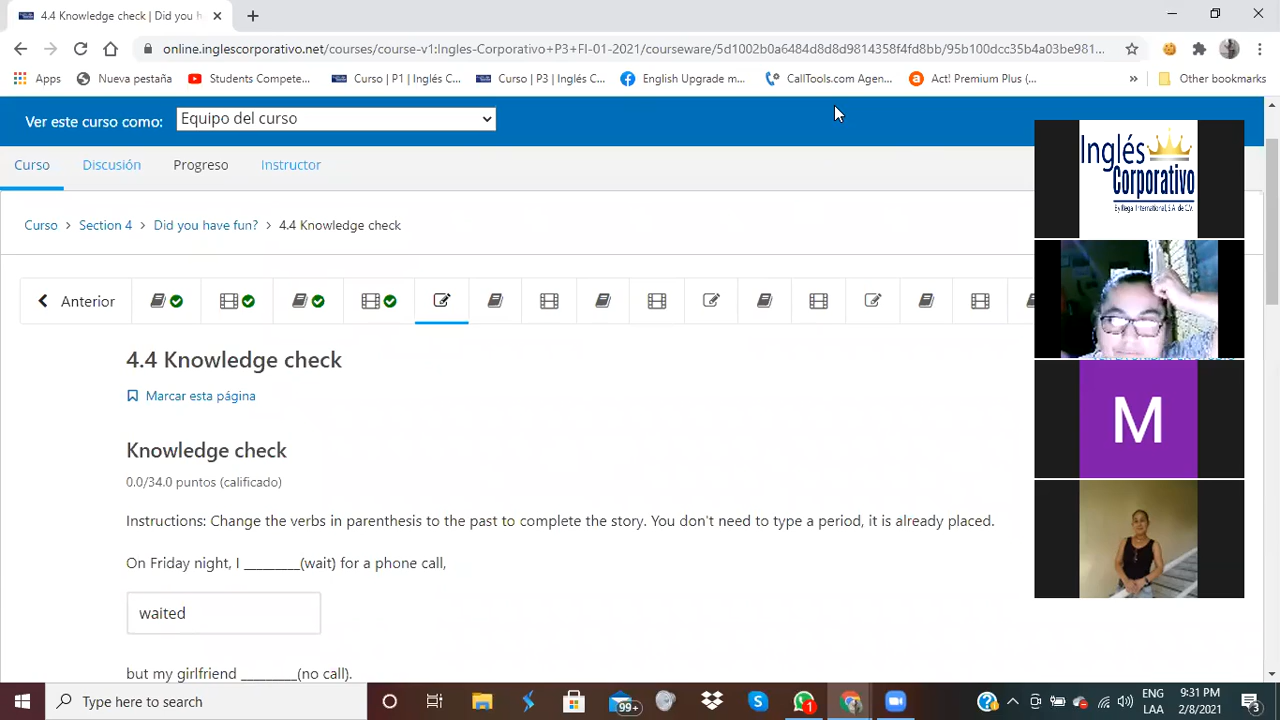 4.4 Knowledge check | Did you h
online.inglescorporativo.net/courses/course-v1:Ingles-Corporativo+P3+FI-01-2021/courseware/5d1002b0a6484d8d8d9814358f4fd8bb/95b100dcc35b4a03be981...
Apps Nueva pestaña Students Compete... Curso | P1 | Inglés C... Curso | P3 | Inglés C... English Upgrade m... CallTools.com Agen... Act! Premium Plus (... » Other bookmarks
Ver este curso como: Equipo del curso
Curso Discusión Progreso Instructor
Inglés
Corporativo
Curso > Section 4 > Did you have fun? > 4.4 Knowledge check
Anterior
4.4 Knowledge check
Marcar esta página
M
Knowledge check
0.0/34.0 puntos (calificado)
Instructions: Change the verbs in parenthesis to the past to complete the story. You don't need to type a period, it is already placed.
On Friday night, I _________(wait) for a phone call,
waited
but my girlfriend _________(no call).
Type here to search
99+
1
ENG
LAA
9:31 PM
2/8/2021
3